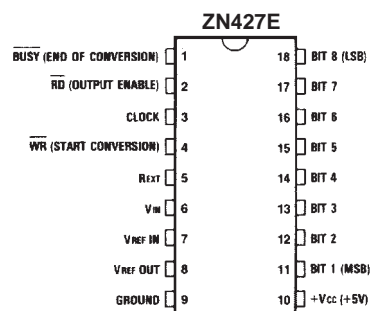 ZN427E
BUSY (END OF CONVERSION) 1 18 BIT 8 (LSB)
RD (OUTPUT ENABLE) 2 17 BIT 7
CLOCK 3 16 BIT 6
WR (START CONVERSION) 4 15 BIT 5
REXT 5 14 BIT 4
VIN 6 13 BIT 3
VREF IN 7 12 BIT 2
VREF OUT 8 11 BIT 1 (MSB)
GROUND 9 10 +Vcc (+5V)